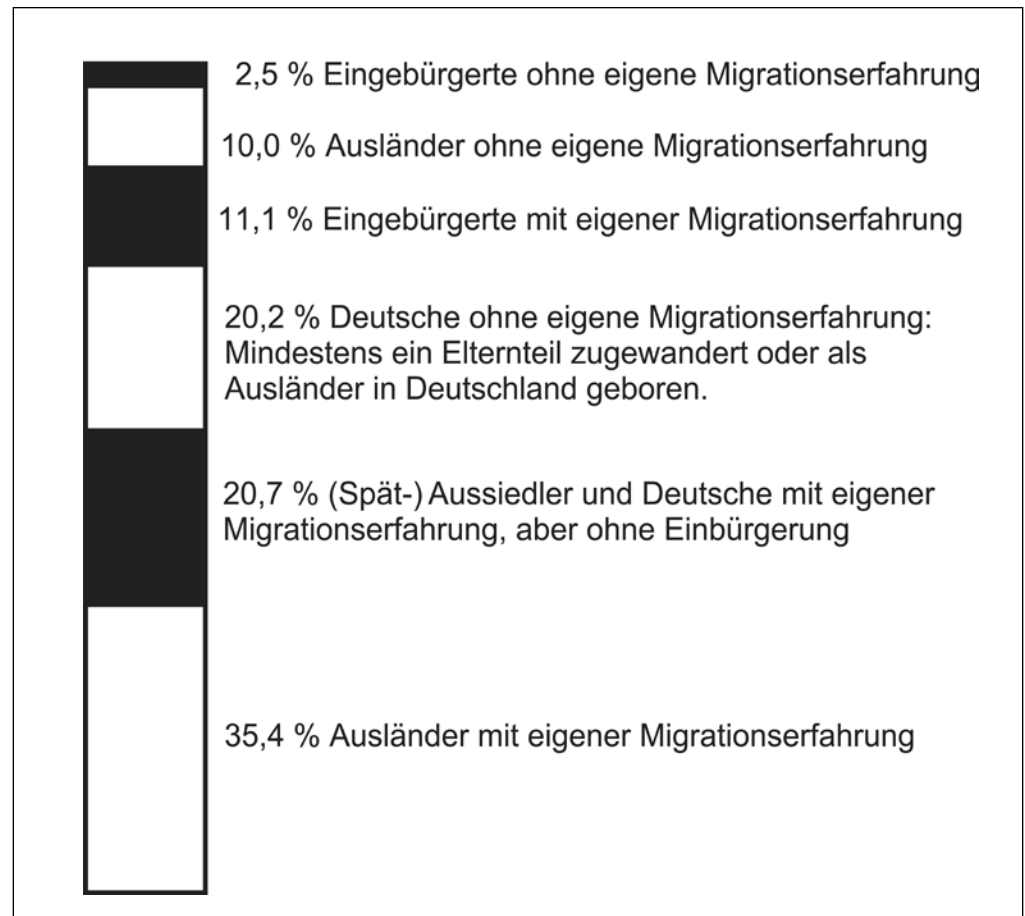 2,5 % Eingebürgerte ohne eigene Migrationserfahrung
10,0 % Ausländer ohne eigene Migrationserfahrung
11,1 % Eingebürgerte mit eigener Migrationserfahrung
20,2 % Deutsche ohne eigene Migrationserfahrung:
Mindestens ein Elternteil zugewandert oder als
Ausländer in Deutschland geboren.
20,7 % (Spät-) Aussiedler und Deutsche mit eigener
Migrationserfahrung, aber ohne Einbürgerung
35,4 % Ausländer mit eigener Migrationserfahrung